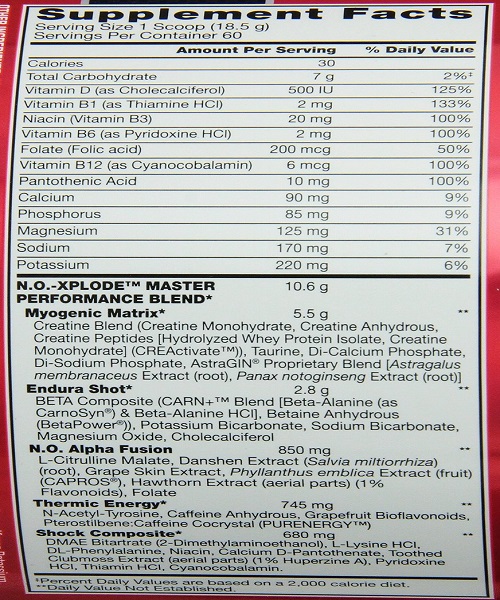 Supplement Facts
Serving Size 1 Scoop (18.5 g)
Servings Per Container 60
Amount Per Serving % Daily Value
Calories 30
Total Carbohydrate 7 g 2%‡
Vitamin D (as Cholecalciferol) 500 IU 125%
Vitamin B1 (as Thiamine HCl) 2 mg 133%
Niacin (Vitamin B3) 20 mg 100%
Vitamin B6 (as Pyridoxine HCl) 2 mg 100%
Folate (Folic acid) 200 mcg 50%
Vitamin B12 (as Cyanocobalamin) 6 mcg 100%
Pantothenic Acid 10 mg 100%
Calcium 90 mg 9%
Phosphorus 85 mg 9%
Magnesium 125 mg 31%
Sodium 170 mg 7%
Potassium 220 mg 6%
N.O.-XPLODE™ MASTER 10.6 g
PERFORMANCE BLEND*
Myogenic Matrix* 5.5 g **
Creatine Blend (Creatine Monohydrate, Creatine Anhydrous,
Creatine Peptides [Hydrolyzed Whey Protein Isolate, Creatine
Monohydrate] (CREActivate™)), Taurine, Di-Calcium Phosphate,
Di-Sodium Phosphate, AstraGIN® Proprietary Blend [Astragalus
membranaceus Extract (root), Panax notoginseng Extract (root)]
Endura Shot* 2.8 g **
BETA Composite (CARN+™ Blend [Beta-Alanine (as
CarnoSyn®) & Beta-Alanine HCl], Betaine Anhydrous
(BetaPower®)), Potassium Bicarbonate, Sodium Bicarbonate,
Magnesium Oxide, Cholecalciferol
N.O. Alpha Fusion 850 mg **
L-Citrulline Malate, Danshen Extract (Salvia miltiorrhiza)
(root), Grape Skin Extract, Phyllanthus emblica Extract (fruit)
(CAPROS®), Hawthorn Extract (aerial parts) (1%
Flavonoids), Folate
Thermic Energy* 745 mg **
N-Acetyl-Tyrosine, Caffeine Anhydrous, Grapefruit Bioflavonoids,
Pterostilbene:Caffeine Cocrystal (PURENERGY™)
Shock Composite* 680 mg **
DMAE Bitartrate (2-Dimethylaminoethanol), L-Lysine HCl,
DL-Phenylalanine, Niacin, Calcium D-Pantothenate, Toothed
Clubmoss Extract (aerial parts) (1% Huperzine A), Pyridoxine
HCl, Thiamin HCl, Cyanocobalamin.
‡Percent Daily Values are based on a 2,000 calorie diet.
**Daily Value Not Established.